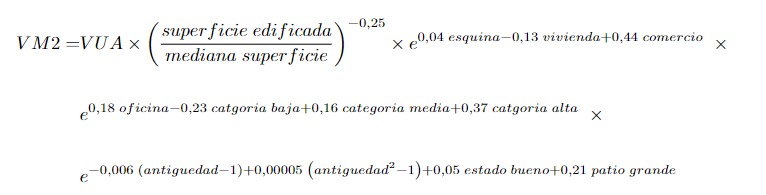 VM2 = VUA × (superficie edificada / mediana superficie)^−0,25 × e^0,04 esquina−0,13 vivienda+0,44 comercio ×
e^0,18 oficina−0,23 catgoria baja+0,16 categoria media+0,37 catgoria alta ×
e^−0,006 (antiguedad−1)+0,00005 (antiguedad²−1)+0,05 estado bueno+0,21 patio grande